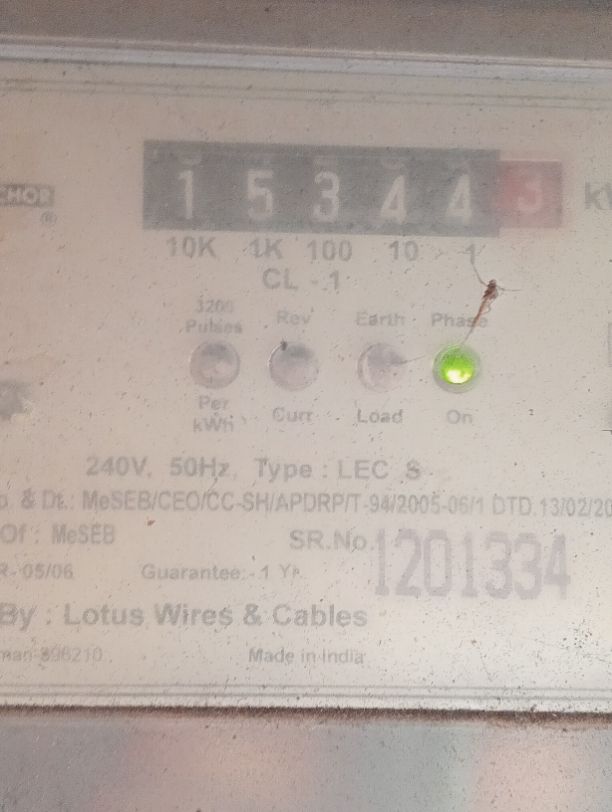 CHOR
®
1 5 3 4 4 3
10K 1K 100 10 1
CL - 1
3200 Rev Earth Phase
Pulses
Per Curr Load On
kWh
240V, 50Hz, Type : LEC S
& Dt.: MeSEB/CEO/CC-SH/APDRP/T-94/2005-06/1 DTD.13/02/20
Of : MeSEB SR.No. 1201334
R- 05/06 Guarantee:- 1 Yr.
By : Lotus Wires & Cables
man-396210. Made in India